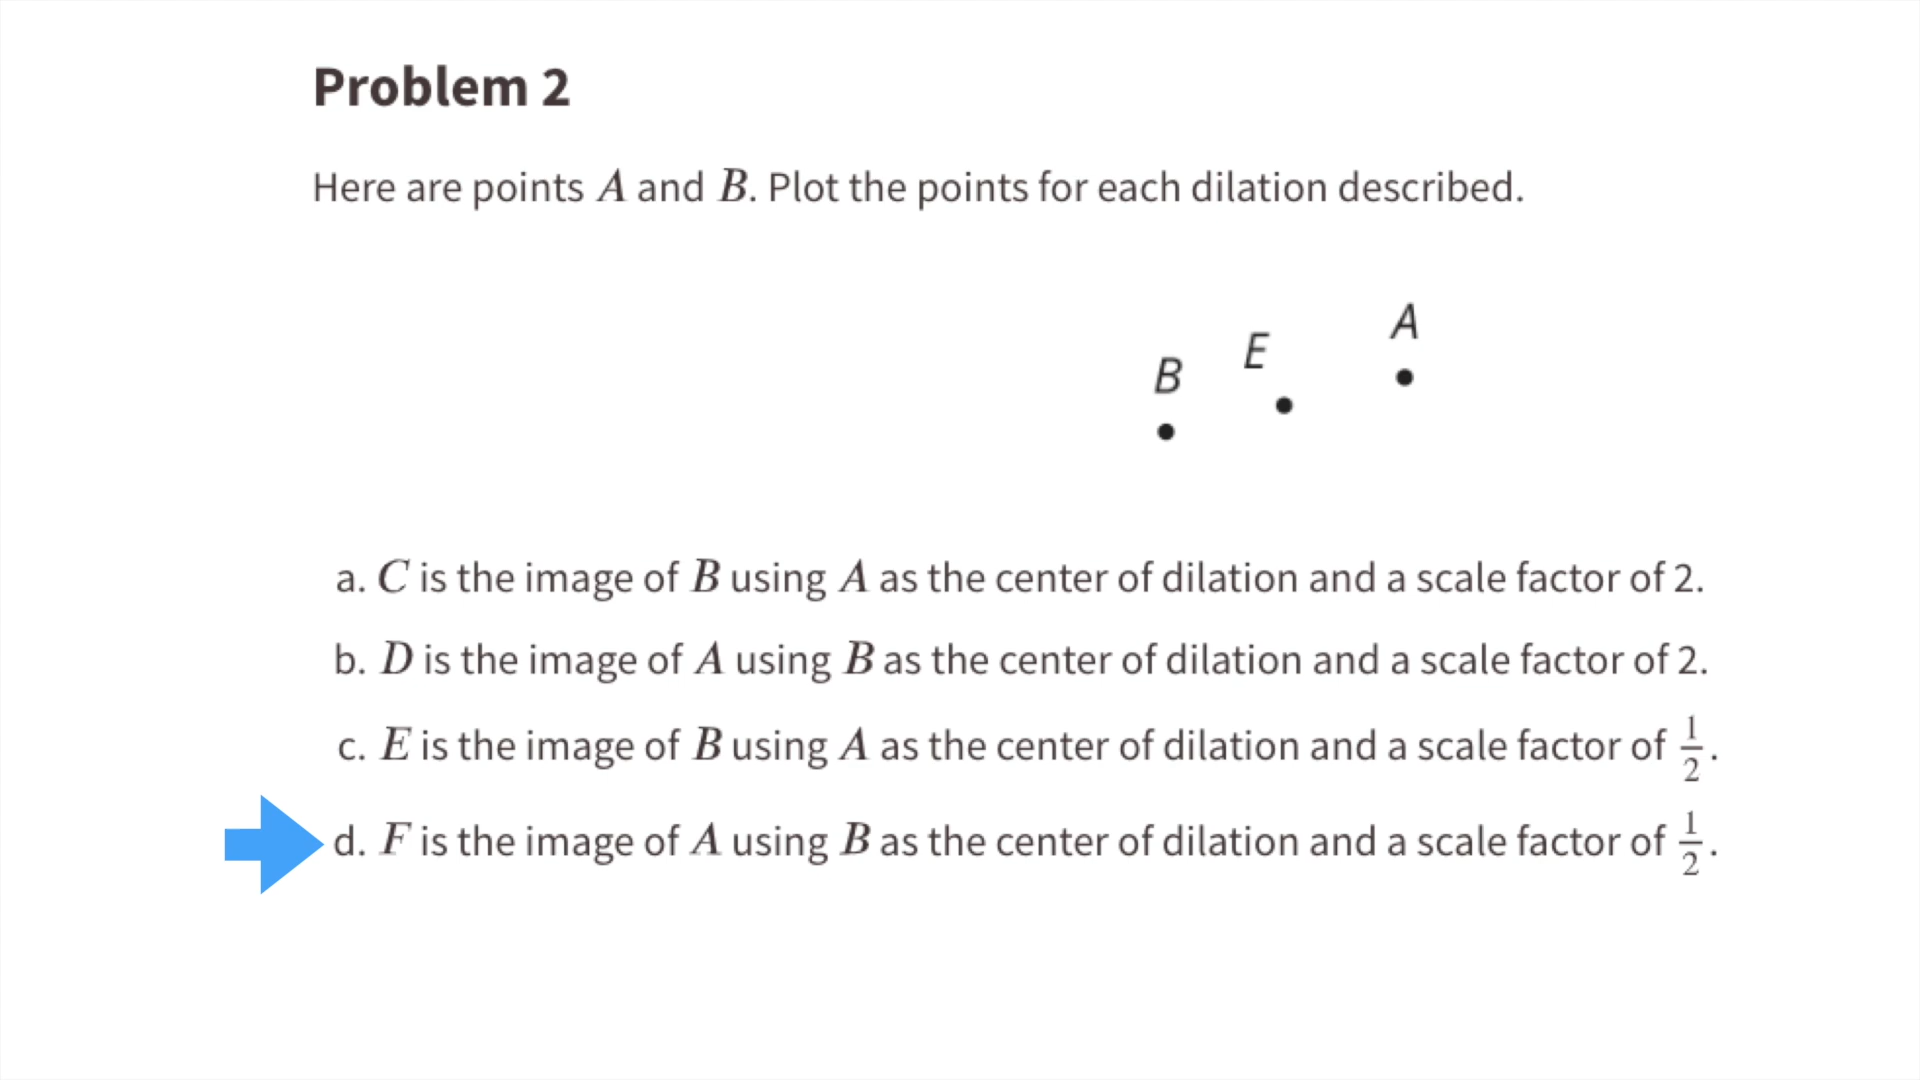 Problem 2
Here are points A and B. Plot the points for each dilation described.
A
E
B
a. C is the image of B using A as the center of dilation and a scale factor of 2.
b. D is the image of A using B as the center of dilation and a scale factor of 2.
c. E is the image of B using A as the center of dilation and a scale factor of 1/2.
d. F is the image of A using B as the center of dilation and a scale factor of 1/2.